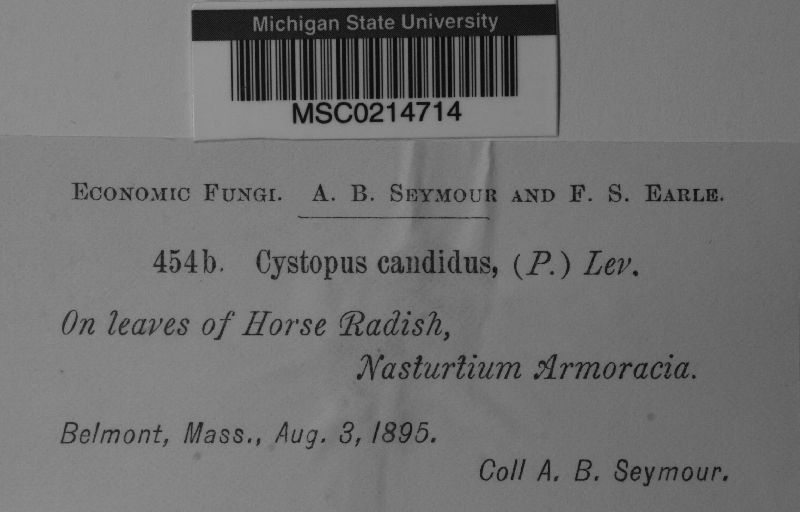 Michigan State University
MSC0214714
Economic Fungi. A. B. Seymour and F. S. Earle.
454b. Cystopus candidus, (P.) Lev.
On leaves of Horse Radish,
Nasturtium Armoracia.
Belmont, Mass., Aug. 3, 1895.
Coll A. B. Seymour.